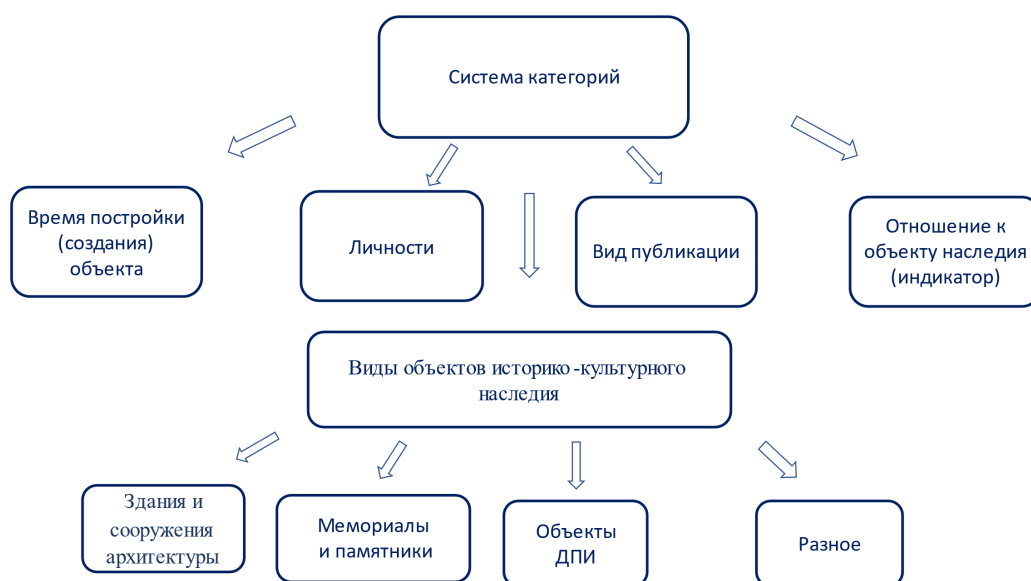 Система категорий
Время постройки
(создания)
объекта
Личности
Вид публикации
Отношение к
объекту наследия
(индикатор)
Виды объектов историко-культурного
наследия
Здания и
сооружения
архитектуры
Мемориалы
и памятники
Объекты
ДПИ
Разное